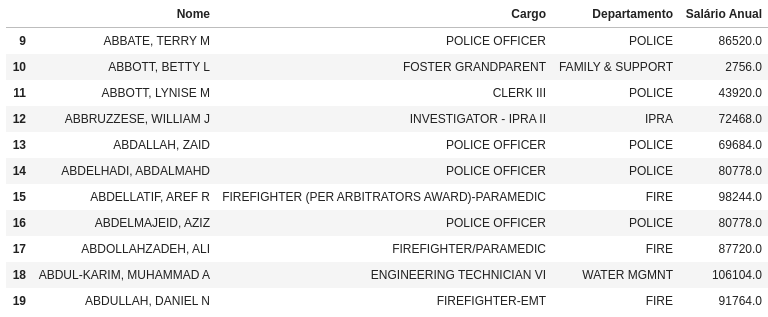 Nome Cargo Departamento Salário Anual
9 ABBATE, TERRY M POLICE OFFICER POLICE 86520.0
10 ABBOTT, BETTY L FOSTER GRANDPARENT FAMILY & SUPPORT 2756.0
11 ABBOTT, LYNISE M CLERK III POLICE 43920.0
12 ABBRUZZESE, WILLIAM J INVESTIGATOR - IPRA II IPRA 72468.0
13 ABDALLAH, ZAID POLICE OFFICER POLICE 69684.0
14 ABDELHADI, ABDALMAHD POLICE OFFICER POLICE 80778.0
15 ABDELLATIF, AREF R FIREFIGHTER (PER ARBITRATORS AWARD)-PARAMEDIC FIRE 98244.0
16 ABDELMAJEID, AZIZ POLICE OFFICER POLICE 80778.0
17 ABDOLLAHZADEH, ALI FIREFIGHTER/PARAMEDIC FIRE 87720.0
18 ABDUL-KARIM, MUHAMMAD A ENGINEERING TECHNICIAN VI WATER MGMNT 106104.0
19 ABDULLAH, DANIEL N FIREFIGHTER-EMT FIRE 91764.0